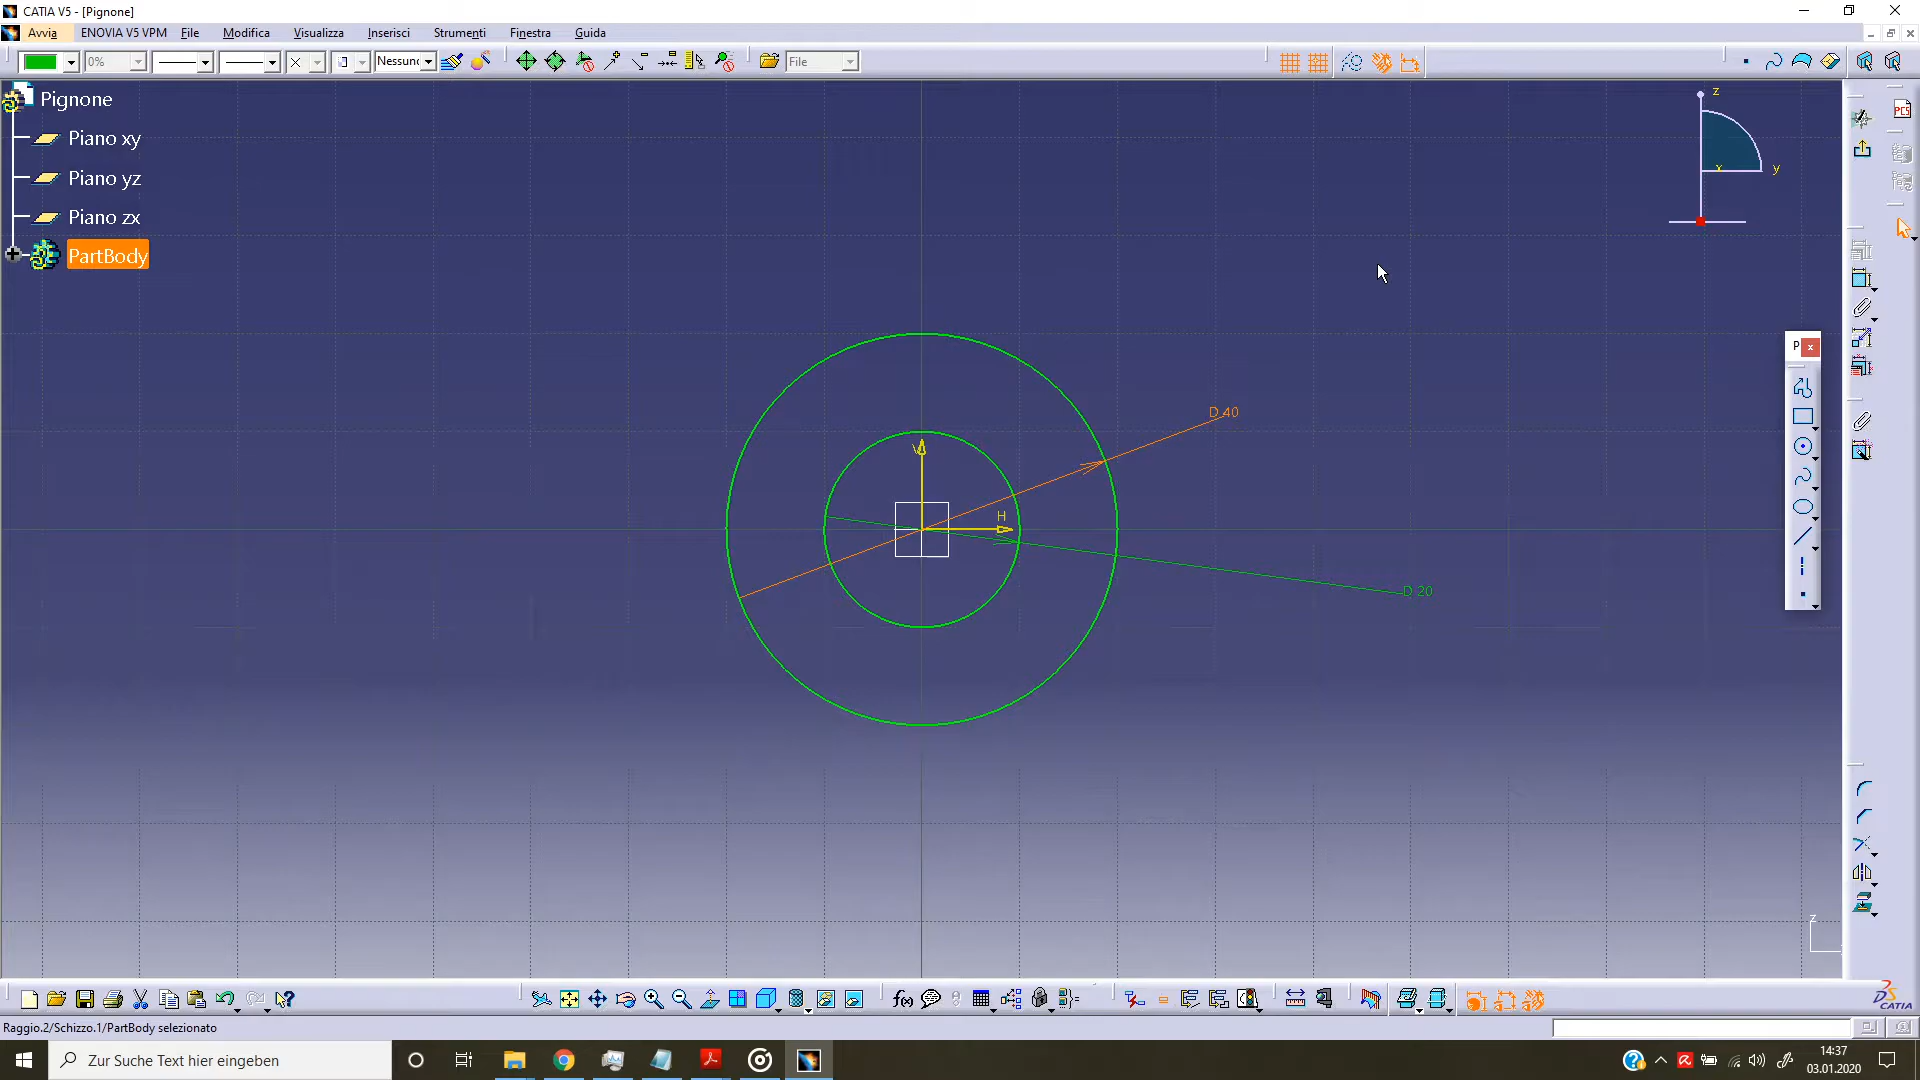 CATIA V5 - [Pignone]
Avvia ENOVIA V5 VPM File Modifica Visualizza Inserisci Strumenti Finestra Guida
0% Nessuno File
Pignone
Piano xy
Piano yz
Piano zx
PartBody
z
x
y
P
PCS
D 40
V
H
D 20
z
f(x)
CATIA
Raggio.2/Schizzo.1/PartBody selezionato
Zur Suche Text hier eingeben
14:37
03.01.2020